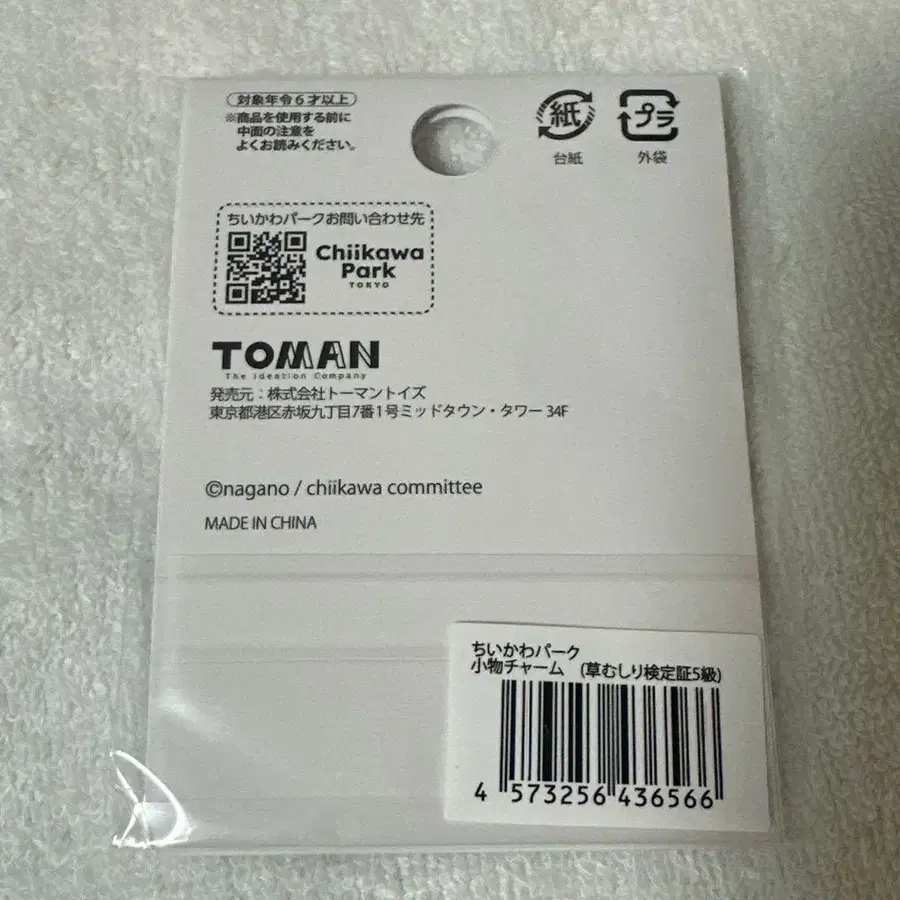 対象年令6才以上
※商品を使用する前に
中面の注意を
よくお読みください。
紙
台紙
プラ
外袋
ちいかわパークお問い合わせ先
Chiikawa
Park
TOKYO
TOMAN
The Ideation Company
発売元：株式会社トーマントイズ
東京都港区赤坂九丁目7番1号ミッドタウン・タワー 34F
©nagano / chiikawa committee
MADE IN CHINA
ちいかわパーク
小物チャーム　(草むしり検定証5級)
4 573256 436566